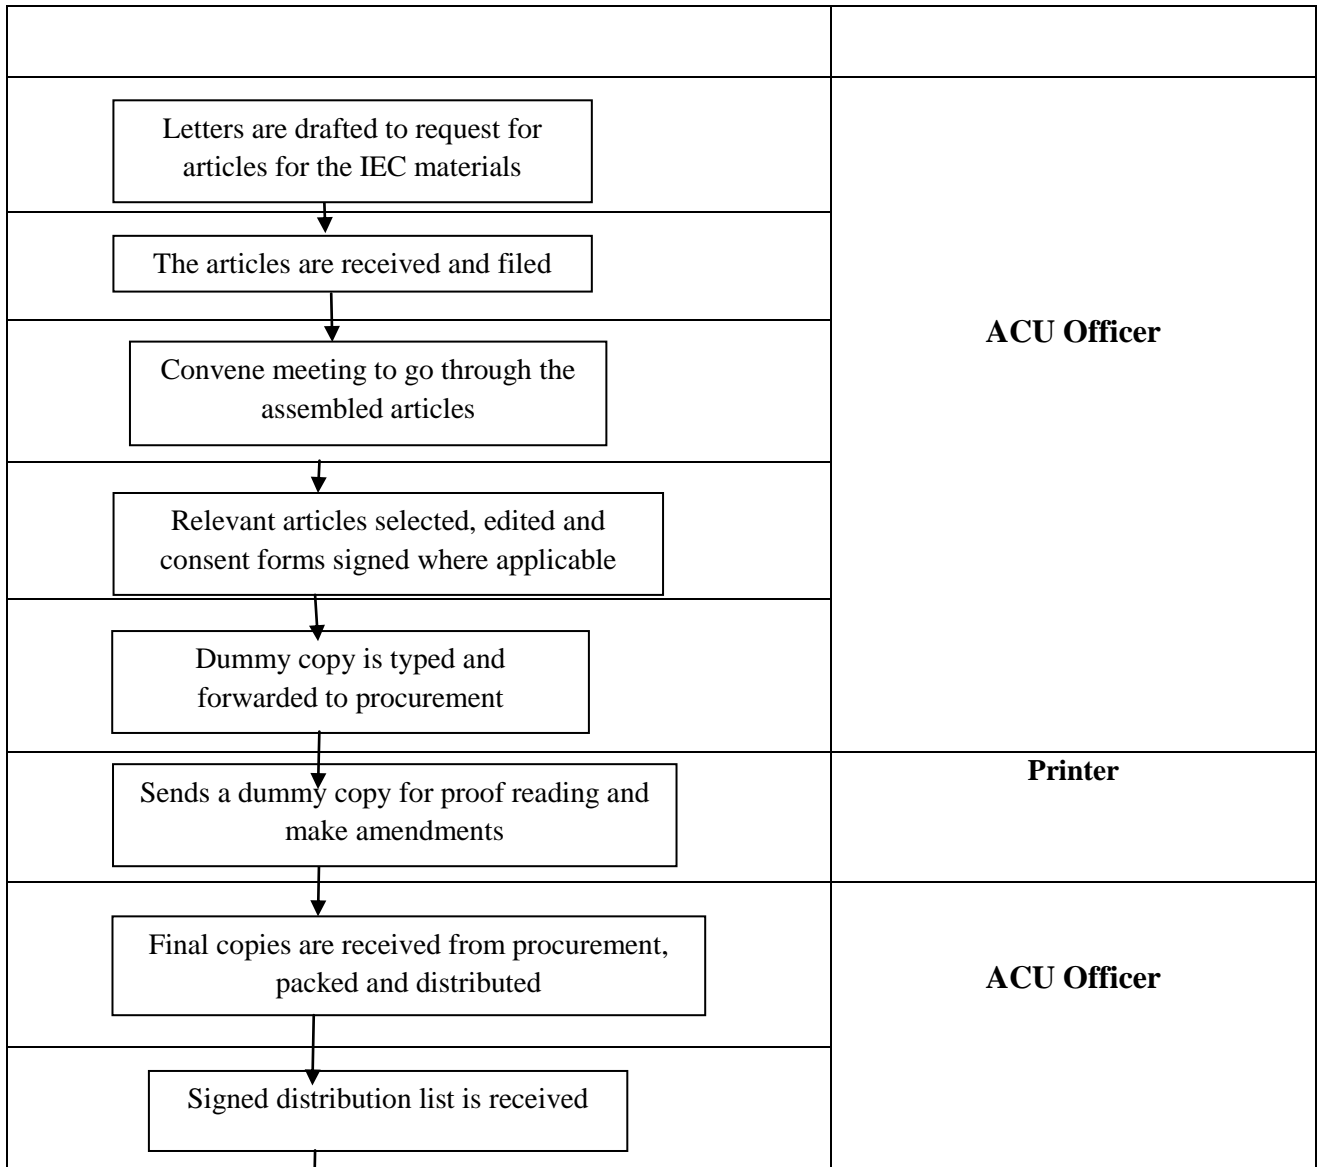 Letters are drafted to request for
articles for the IEC materials
The articles are received and filed
ACU Officer
Convene meeting to go through the
assembled articles
Relevant articles selected, edited and
consent forms signed where applicable
Dummy copy is typed and
forwarded to procurement
Printer
Sends a dummy copy for proof reading and
make amendments
Final copies are received from procurement,
packed and distributed
ACU Officer
Signed distribution list is received